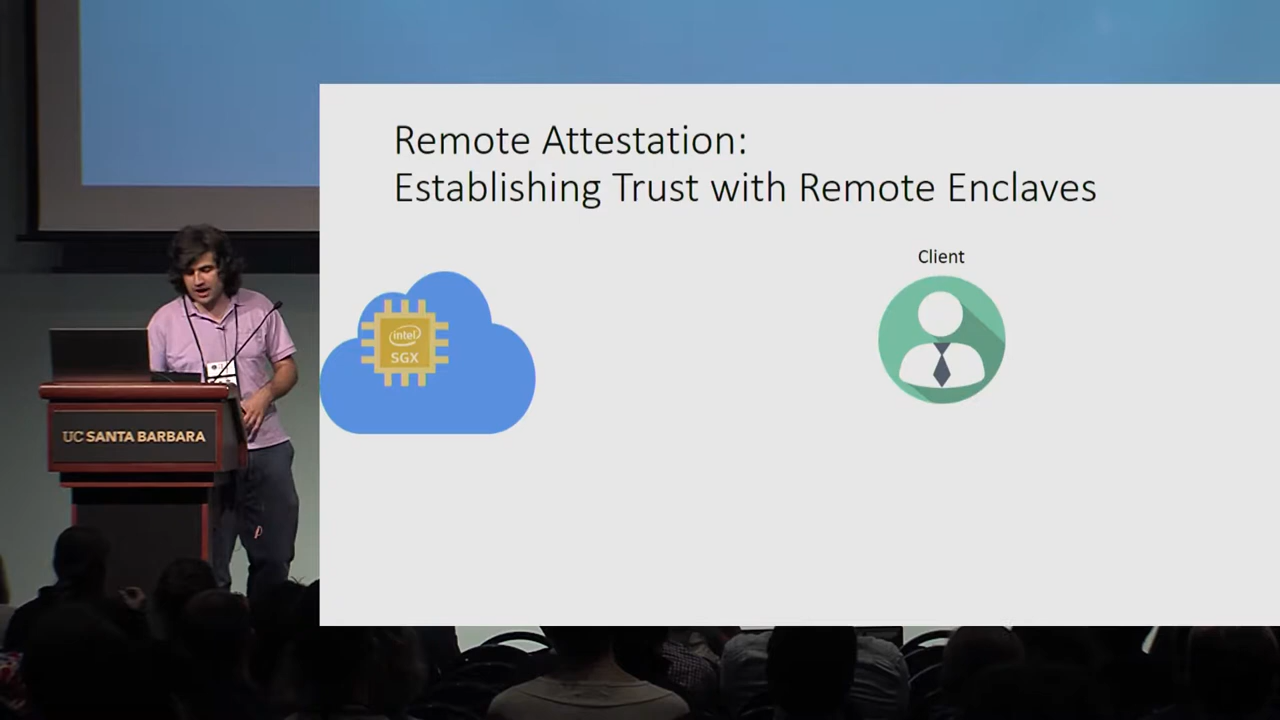 Remote Attestation:
Establishing Trust with Remote Enclaves
Client
intel
SGX
UC SANTA BARBARA